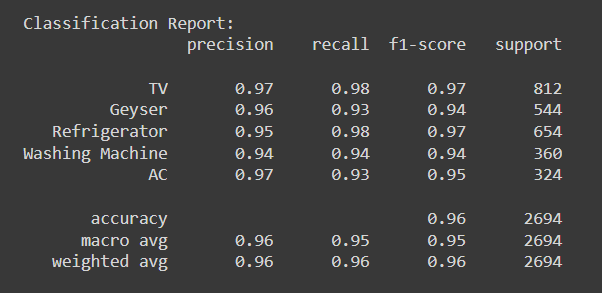 Classification Report:
precision recall f1-score support
TV 0.97 0.98 0.97 812
Geyser 0.96 0.93 0.94 544
Refrigerator 0.95 0.98 0.97 654
Washing Machine 0.94 0.94 0.94 360
AC 0.97 0.93 0.95 324
accuracy 0.96 2694
macro avg 0.96 0.95 0.95 2694
weighted avg 0.96 0.96 0.96 2694